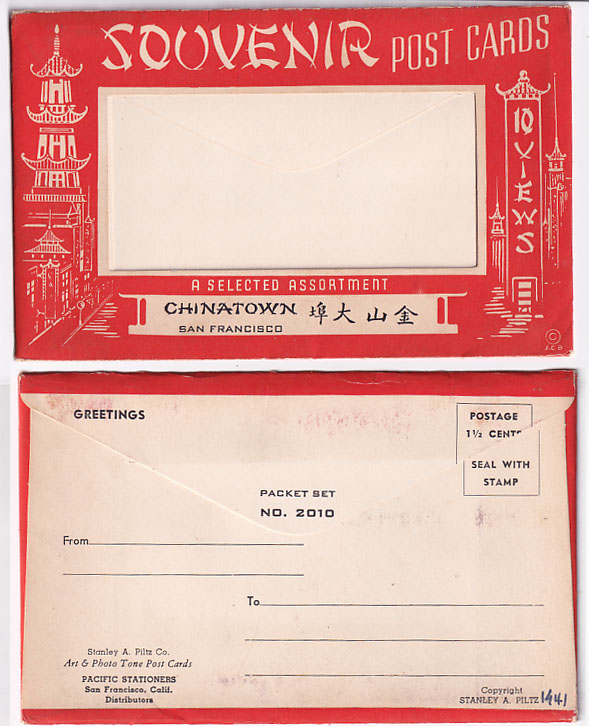 SOUVENIR POST CARDS
10 VIEWS
A SELECTED ASSORTMENT
CHINATOWN 埠大山金
SAN FRANCISCO
© J.C.B
GREETINGS
POSTAGE
1½ CENTS
SEAL WITH
STAMP
PACKET SET
NO. 2010
From
To
Stanley A. Piltz Co.
Art & Photo Tone Post Cards
PACIFIC STATIONERS
San Francisco, Calif.
Distributors
Copyright
STANLEY A. PILTZ 1941